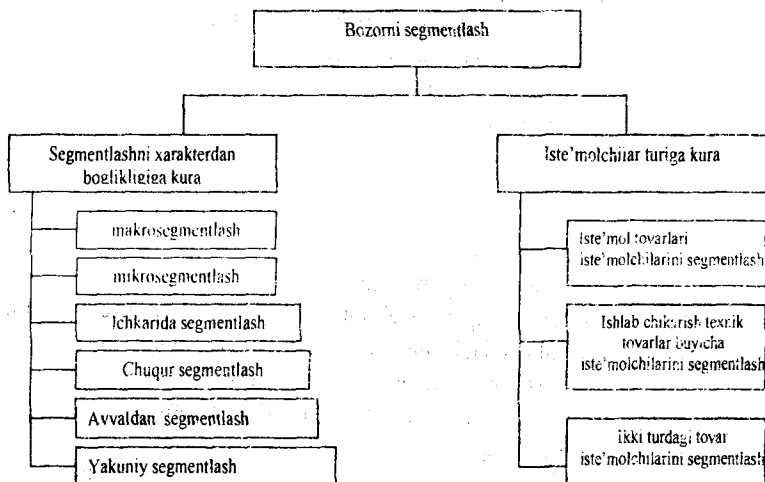 Bozorni segmentlash
Segmentlashni xarakterdan
boglikligiga kura
makrosegmentlash
mikrosegmentlash
Ichkarida segmentlash
Chuqur segmentlash
Avvaldan segmentlash
Yakuniy segmentlash
Iste’molchilar turiga kura
Iste’mol tovarlari
iste’molchilarini segmentlash
Ishlab chikarish texnik
tovarlar buyicha
iste’molchilarini segmentlash
Ikki turdagi tovar
iste’molchilarini segmentlash